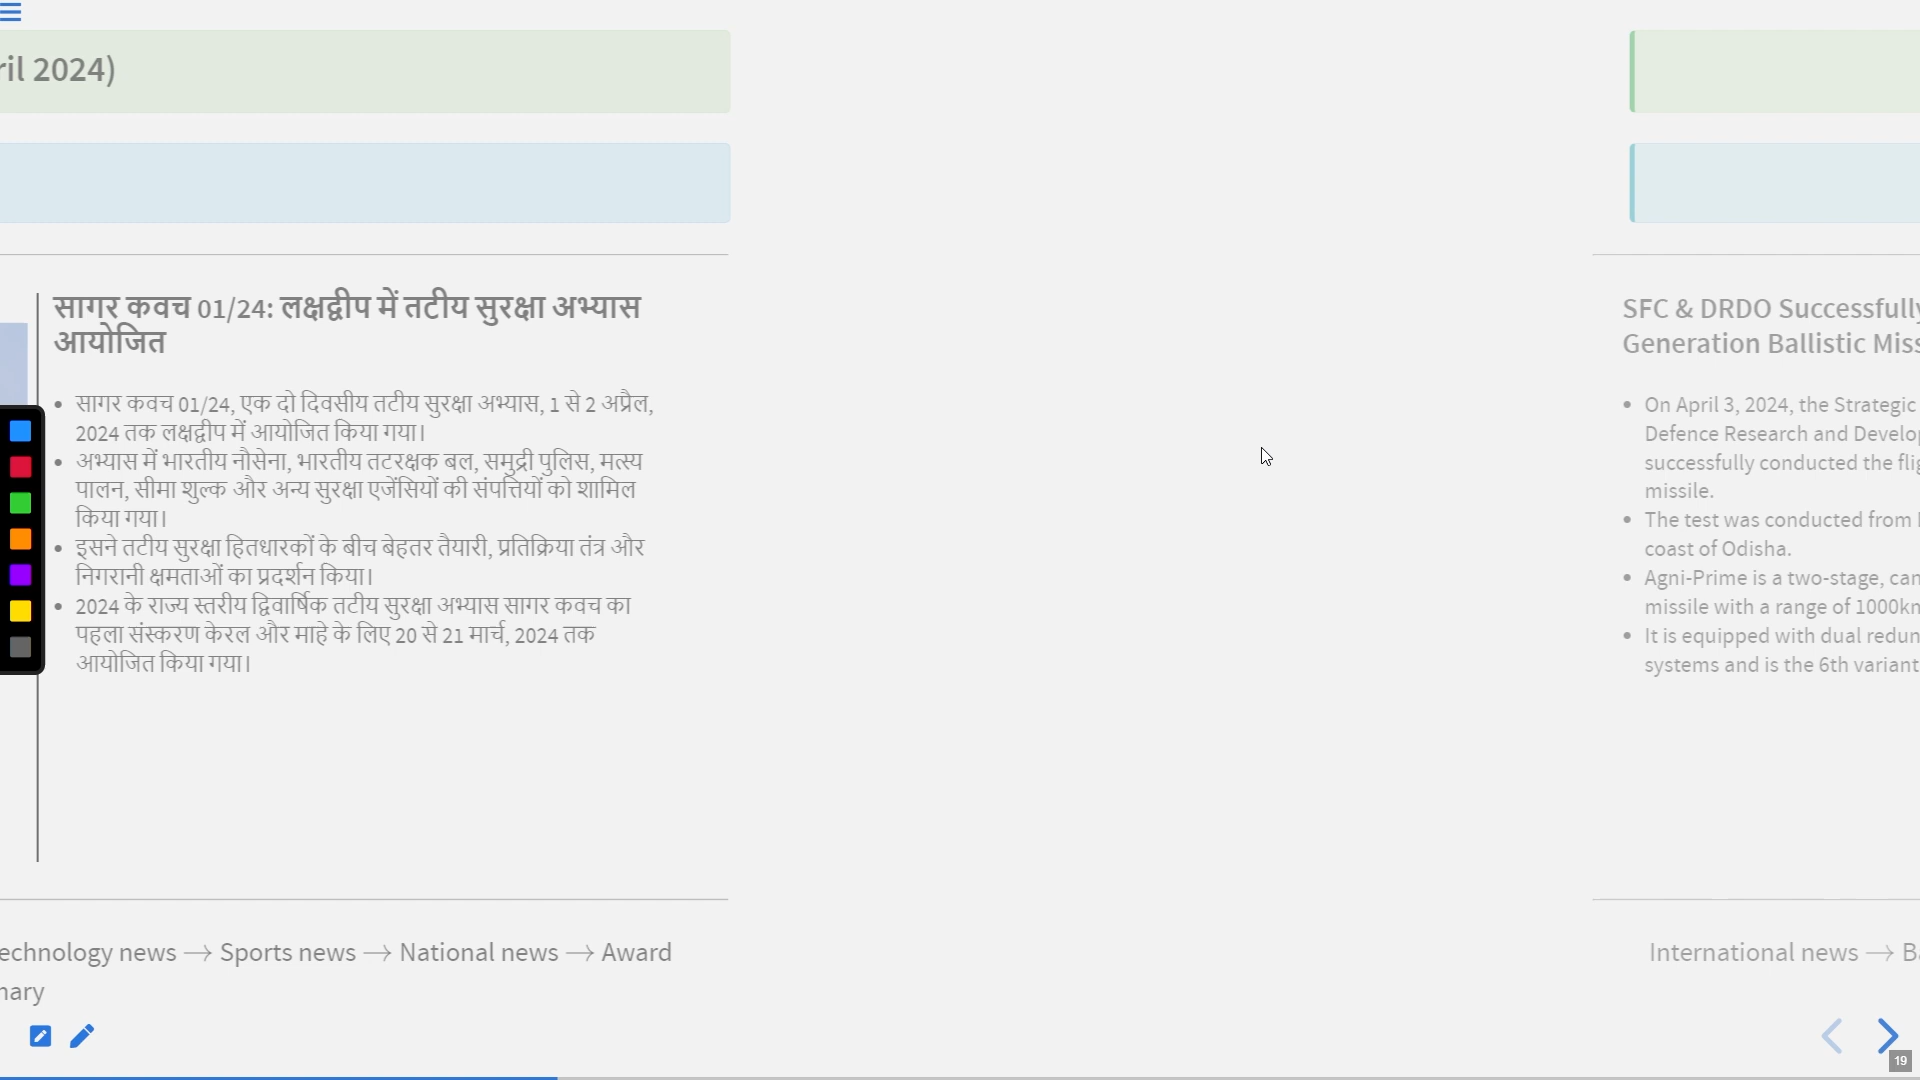 ril 2024)
सागर कवच 01/24: लक्षद्वीप में तटीय सुरक्षा अभ्यास
आयोजित
• सागर कवच 01/24, एक दो दिवसीय तटीय सुरक्षा अभ्यास, 1 से 2 अप्रैल,
2024 तक लक्षद्वीप में आयोजित किया गया।
• अभ्यास में भारतीय नौसेना, भारतीय तटरक्षक बल, समुद्री पुलिस, मत्स्य
पालन, सीमा शुल्क और अन्य सुरक्षा एजेंसियों की संपत्तियों को शामिल
किया गया।
• इसने तटीय सुरक्षा हितधारकों के बीच बेहतर तैयारी, प्रतिक्रिया तंत्र और
निगरानी क्षमताओं का प्रदर्शन किया।
• 2024 के राज्य स्तरीय द्विवार्षिक तटीय सुरक्षा अभ्यास सागर कवच का
पहला संस्करण केरल और माहे के लिए 20 से 21 मार्च, 2024 तक
आयोजित किया गया।
echnology news → Sports news → National news → Award
nary
SFC & DRDO Successfully
Generation Ballistic Miss
• On April 3, 2024, the Strategic
Defence Research and Develop
successfully conducted the flig
missile.
• The test was conducted from
coast of Odisha.
• Agni-Prime is a two-stage, can
missile with a range of 1000km
• It is equipped with dual redun
systems and is the 6th variant
International news → Ba
19